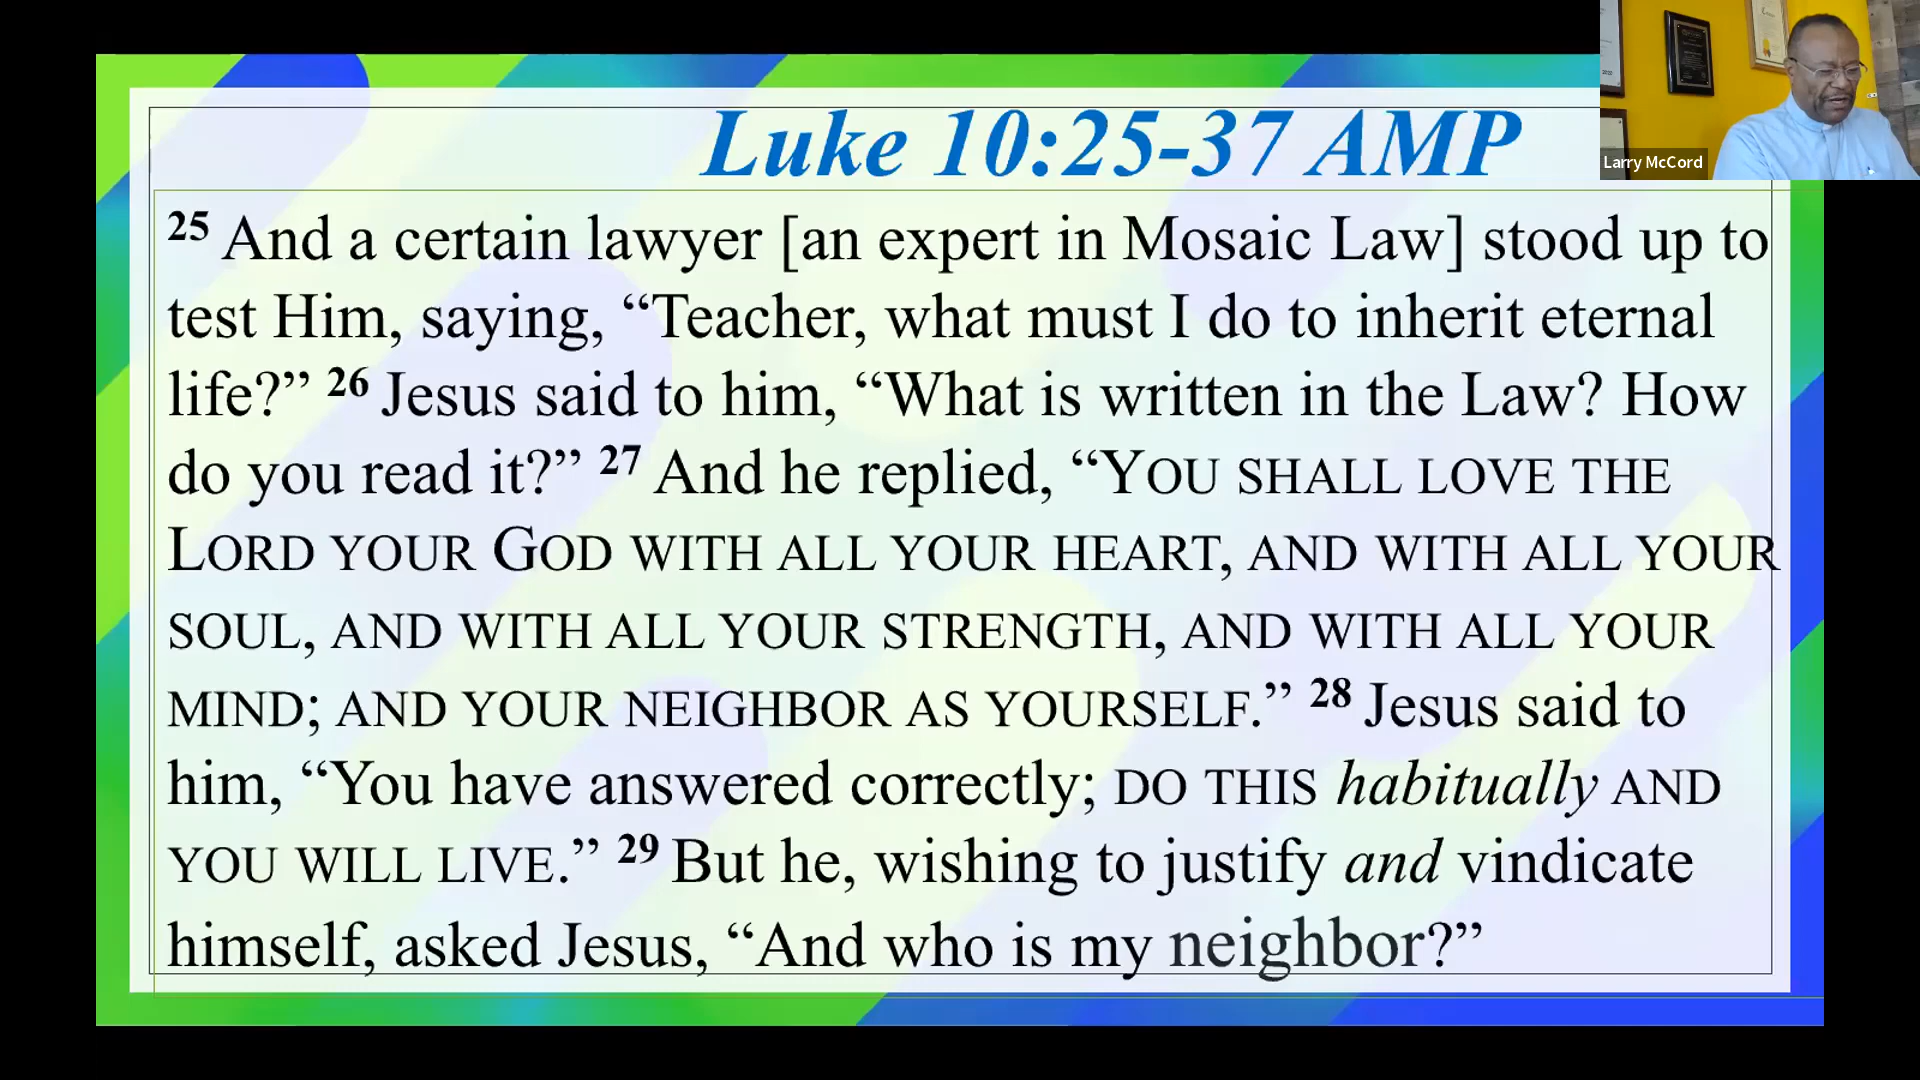 Luke 10:25-37 AMP
Larry McCord
25 And a certain lawyer [an expert in Mosaic Law] stood up to
test Him, saying, “Teacher, what must I do to inherit eternal
life?” 26 Jesus said to him, “What is written in the Law? How
do you read it?” 27 And he replied, “YOU SHALL LOVE THE
LORD YOUR GOD WITH ALL YOUR HEART, AND WITH ALL YOUR
SOUL, AND WITH ALL YOUR STRENGTH, AND WITH ALL YOUR
MIND; AND YOUR NEIGHBOR AS YOURSELF.” 28 Jesus said to
him, “You have answered correctly; DO THIS habitually AND
YOU WILL LIVE.” 29 But he, wishing to justify and vindicate
himself, asked Jesus, “And who is my neighbor?”